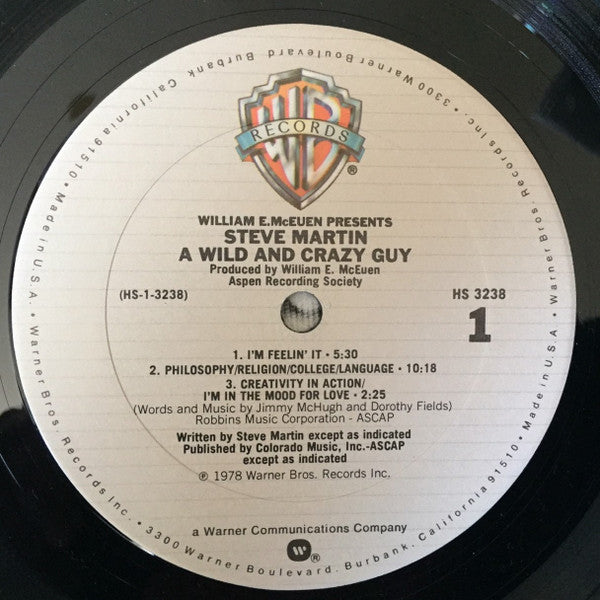 WB
RECORDS
®
WILLIAM E.McEUEN PRESENTS
STEVE MARTIN
A WILD AND CRAZY GUY
Produced by William E. McEuen
Aspen Recording Society
(HS-1-3238)
HS 3238
1
1. I'M FEELIN' IT • 5:30
2. PHILOSOPHY/RELIGION/COLLEGE/LANGUAGE • 10:18
3. CREATIVITY IN ACTION/
I'M IN THE MOOD FOR LOVE • 2:25
(Words and Music by Jimmy McHugh and Dorothy Fields)
Robbins Music Corporation - ASCAP
Written by Steve Martin except as indicated
Published by Colorado Music, Inc.-ASCAP
except as indicated
℗ 1978 Warner Bros. Records Inc.
a Warner Communications Company
®
Made in U.S.A. • Warner Bros. Records Inc. • 3300 Warner Boulevard, Burbank, California 91510 • Made in U.S.A. • Warner Bros. Records Inc. • 3300 Warner Boulevard, Burbank, California 91510 •